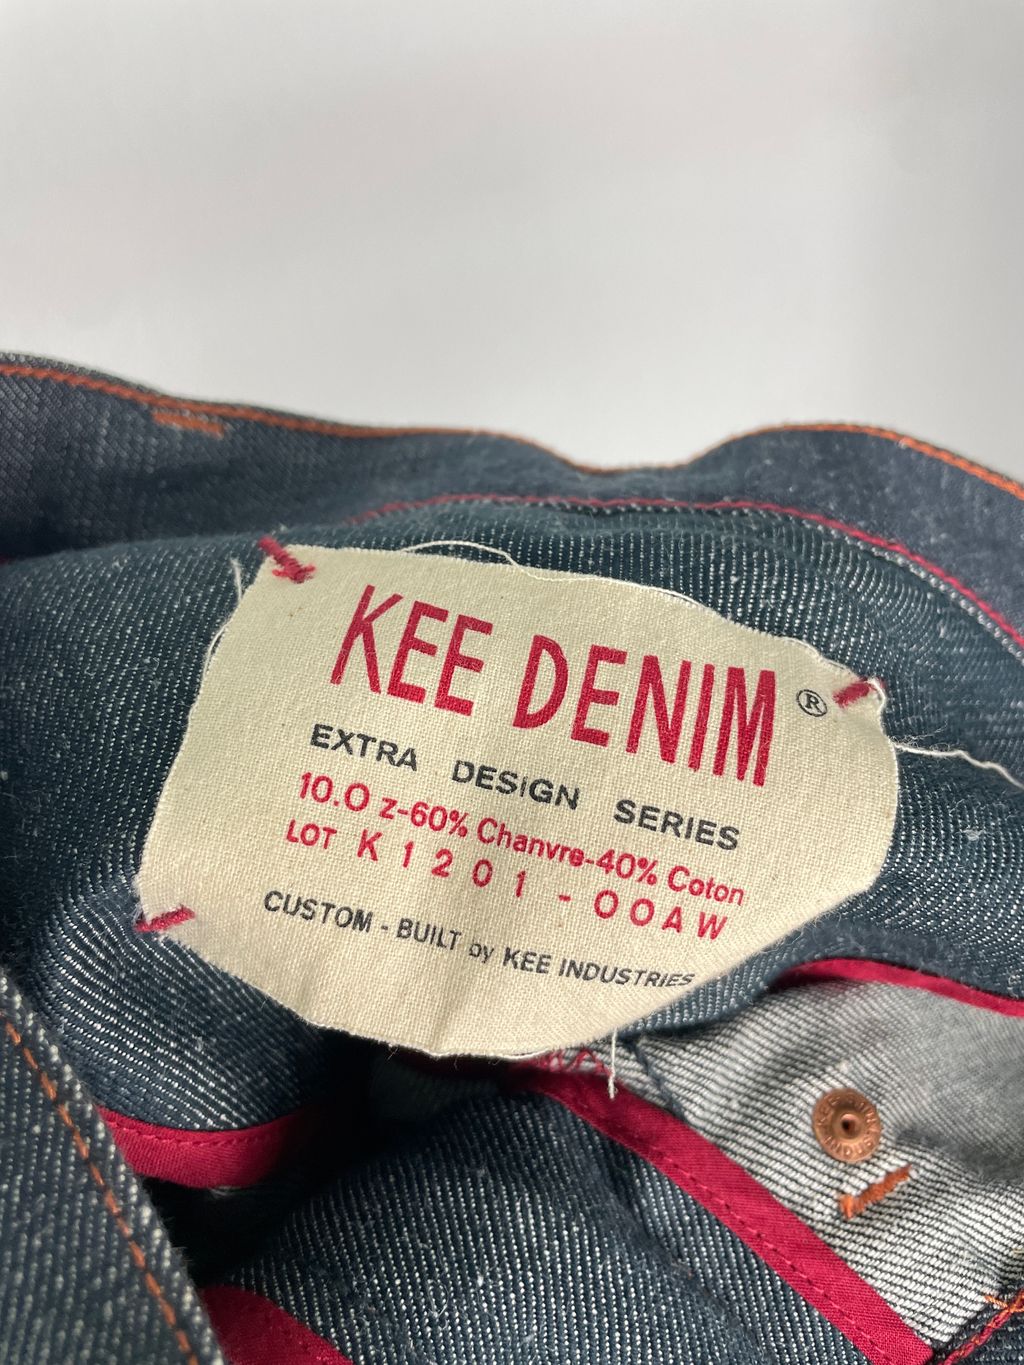 KEE DENIM ®
EXTRA DESIGN SERIES
10.0 z-60% Chanvre-40% Coton
LOT K 1 2 0 1 - 0 0 A W
CUSTOM - BUILT by KEE INDUSTRIES